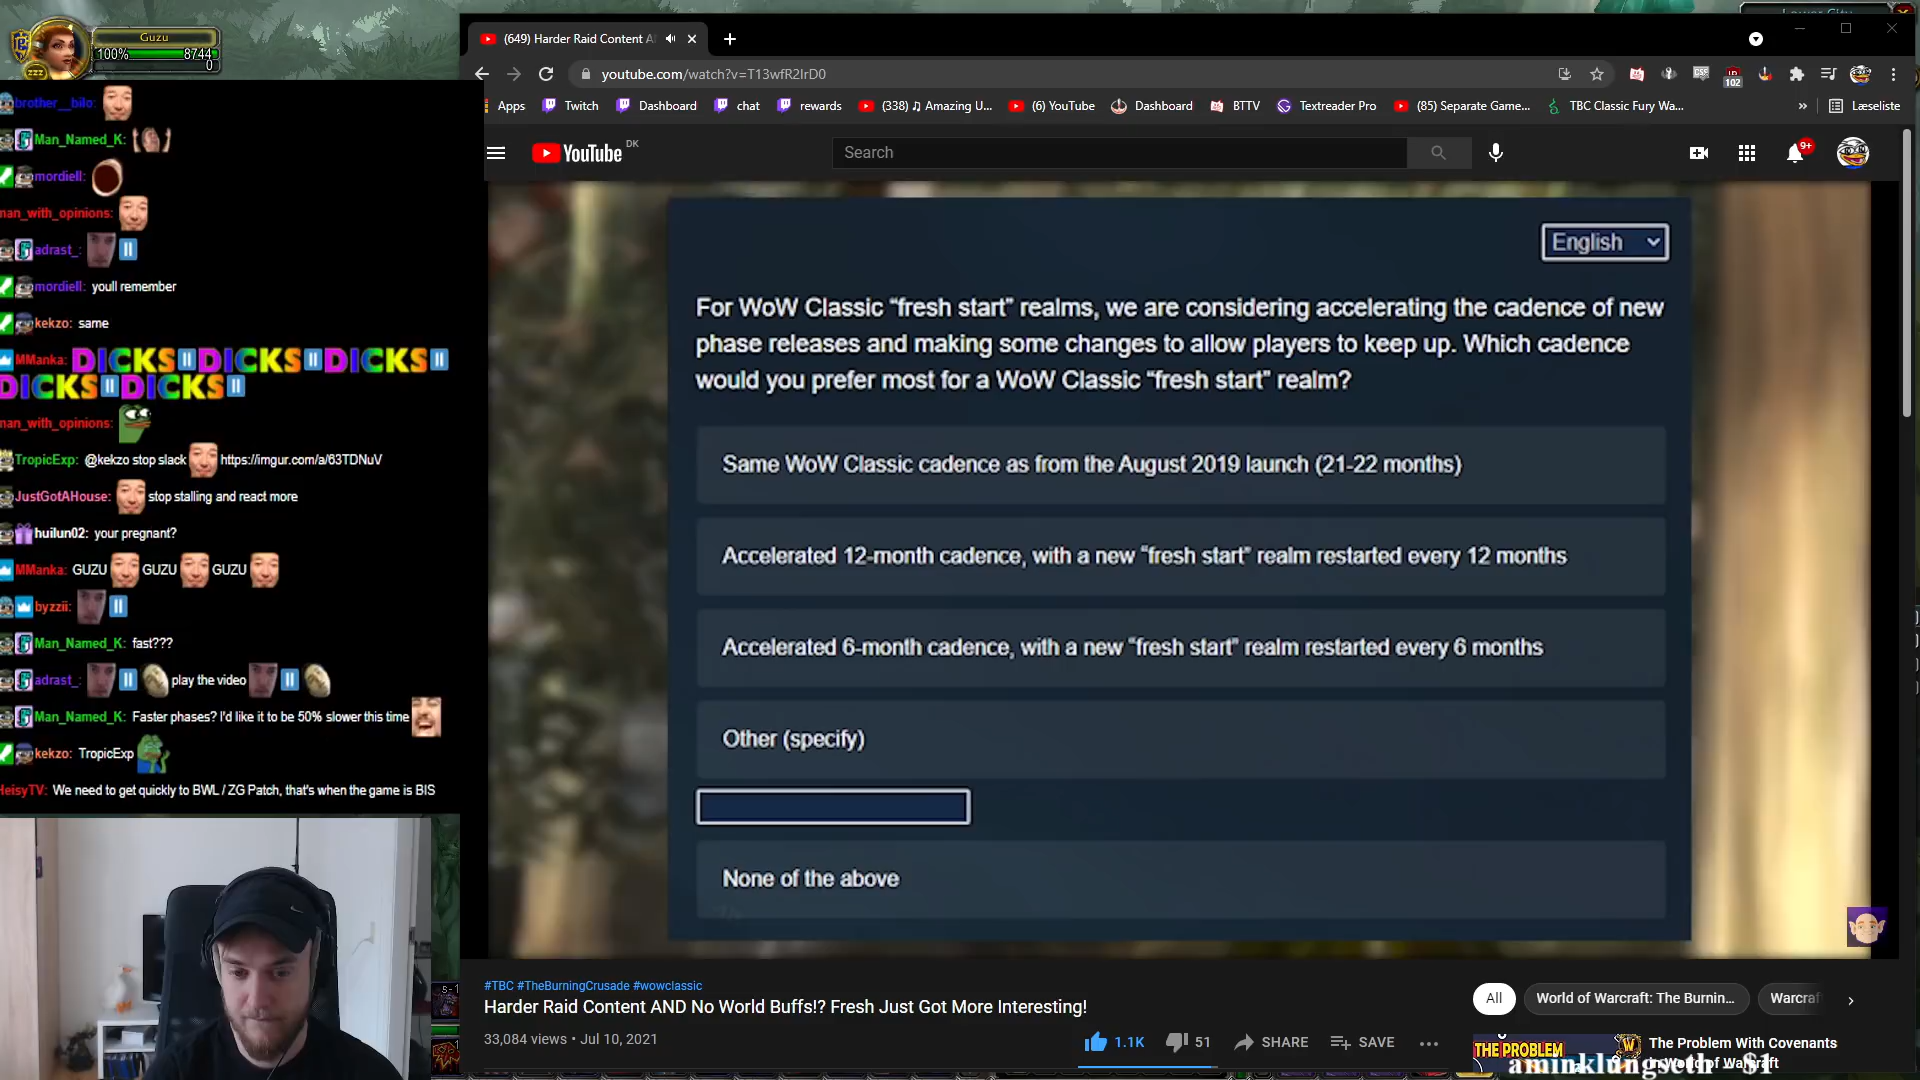 Guzu
100%
8744
0
(649) Harder Raid Content A
youtube.com/watch?v=T13wfR2IrD0
102
Apps
Twitch
Dashboard
chat
rewards
(338) ♫ Amazing U...
(6) YouTube
Dashboard
BTTV
Textreader Pro
(85) Separate Game...
TBC Classic Fury Wa...
»
Læseliste
YouTube DK
Search
9+
brother__bilo:
Man_Named_K:
mordiell:
man_with_opinions:
adrast_:
mordiell: youll remember
kekzo: same
MManka: DICKS DICKS DICKS
DICKS DICKS
man_with_opinions:
TropicExp: @kekzo stop slack https://imgur.com/a/63TDNuV
JustGotAHouse: stop stalling and react more
huilun02: your pregnant?
MManka: GUZU GUZU GUZU
byzzii:
Man_Named_K: fast???
adrast_: play the video
Man_Named_K: Faster phases? I'd like it to be 50% slower this time
kekzo: TropicExp
HeisyTV: We need to get quickly to BWL / ZG Patch, that's when the game is BIS
English
For WoW Classic “fresh start” realms, we are considering accelerating the cadence of new
phase releases and making some changes to allow players to keep up. Which cadence
would you prefer most for a WoW Classic “fresh start” realm?
Same WoW Classic cadence as from the August 2019 launch (21-22 months)
Accelerated 12-month cadence, with a new “fresh start” realm restarted every 12 months
Accelerated 6-month cadence, with a new “fresh start” realm restarted every 6 months
Other (specify)
None of the above
#TBC #TheBurningCrusade #wowclassic
Harder Raid Content AND No World Buffs!? Fresh Just Got More Interesting!
33,084 views • Jul 10, 2021
1.1K
51
SHARE
SAVE
All
World of Warcraft: The Burnin...
Warcraf
THE PROBLEM
The Problem With Covenants
in World of Warcraft